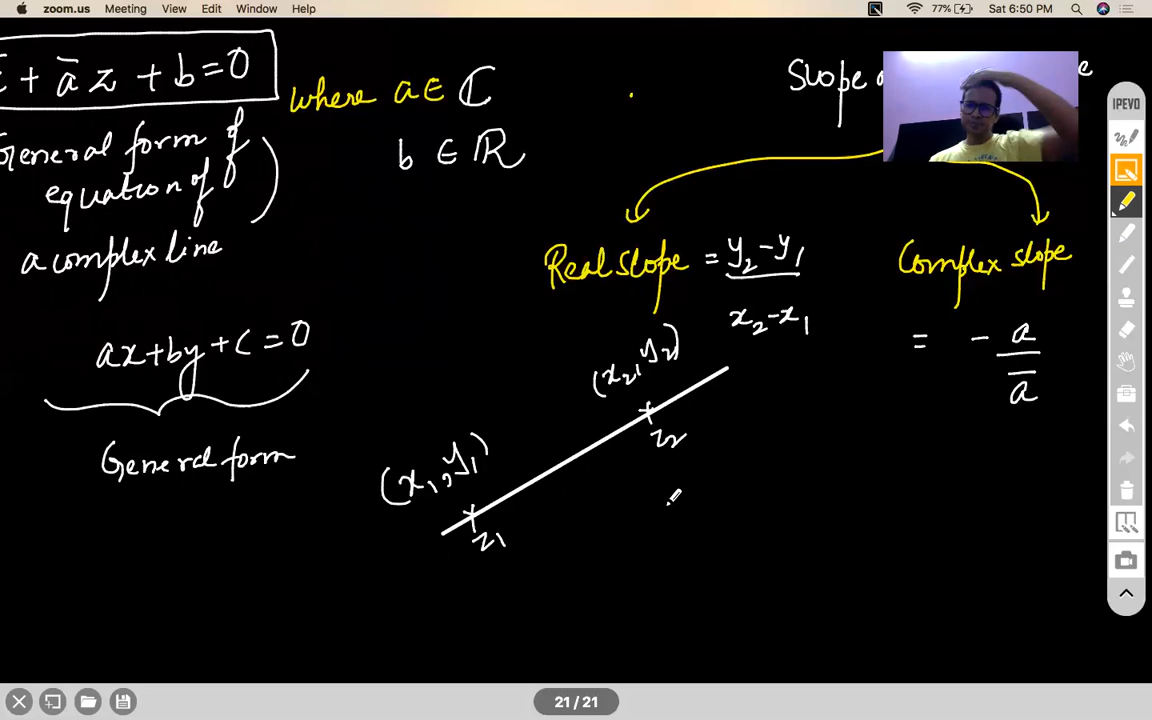 zoom.us Meeting View Edit Window Help 77% Sat 6:50 PM
+ āz + b = 0
where a ∈ ℂ
b ∈ ℝ
Slope
General form of
equation of
a complex line
ax+by+c=0
General form
Real slope = y₂-y₁
x₂-x₁
(x₂, y₂)
z₂
(x₁, y₁)
z₁
Complex slope
= - a
ā
IPEVO
21 / 21